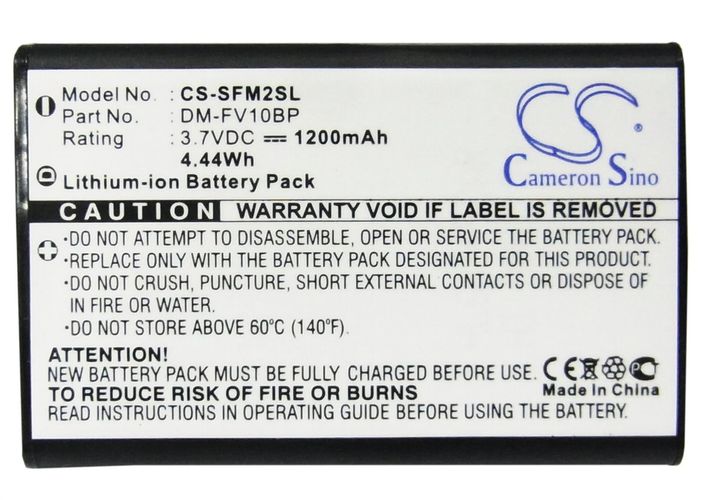 Model No. : CS-SFM2SL
Part No. : DM-FV10BP
Rating : 3.7VDC ⎓ 1200mAh
4.44Wh
Lithium-ion Battery Pack
CS
Cameron Sino
CAUTION WARRANTY VOID IF LABEL IS REMOVED
·DO NOT ATTEMPT TO DISASSEMBLE, OPEN OR SERVICE THE BATTERY PACK.
·REPLACE ONLY WITH THE BATTERY PACK DESIGNATED FOR THIS DEVICE.
·DO NOT CRUSH, PUNCTURE, SHORT EXTERNAL CONTACTS OR DISPOSE OF
IN FIRE OR WATER.
·DO NOT STORE ABOVE 60°C (140°F).
ATTENTION!
NEW BATTERY PACK MUST BE FULLY CHARGED BEFORE USE.
TO REDUCE RISK OF FIRE OR BURNS
READ INSTRUCTIONS IN OPERATING GUIDE BEFORE USING THE BATTERY.
CE PC
Made In China